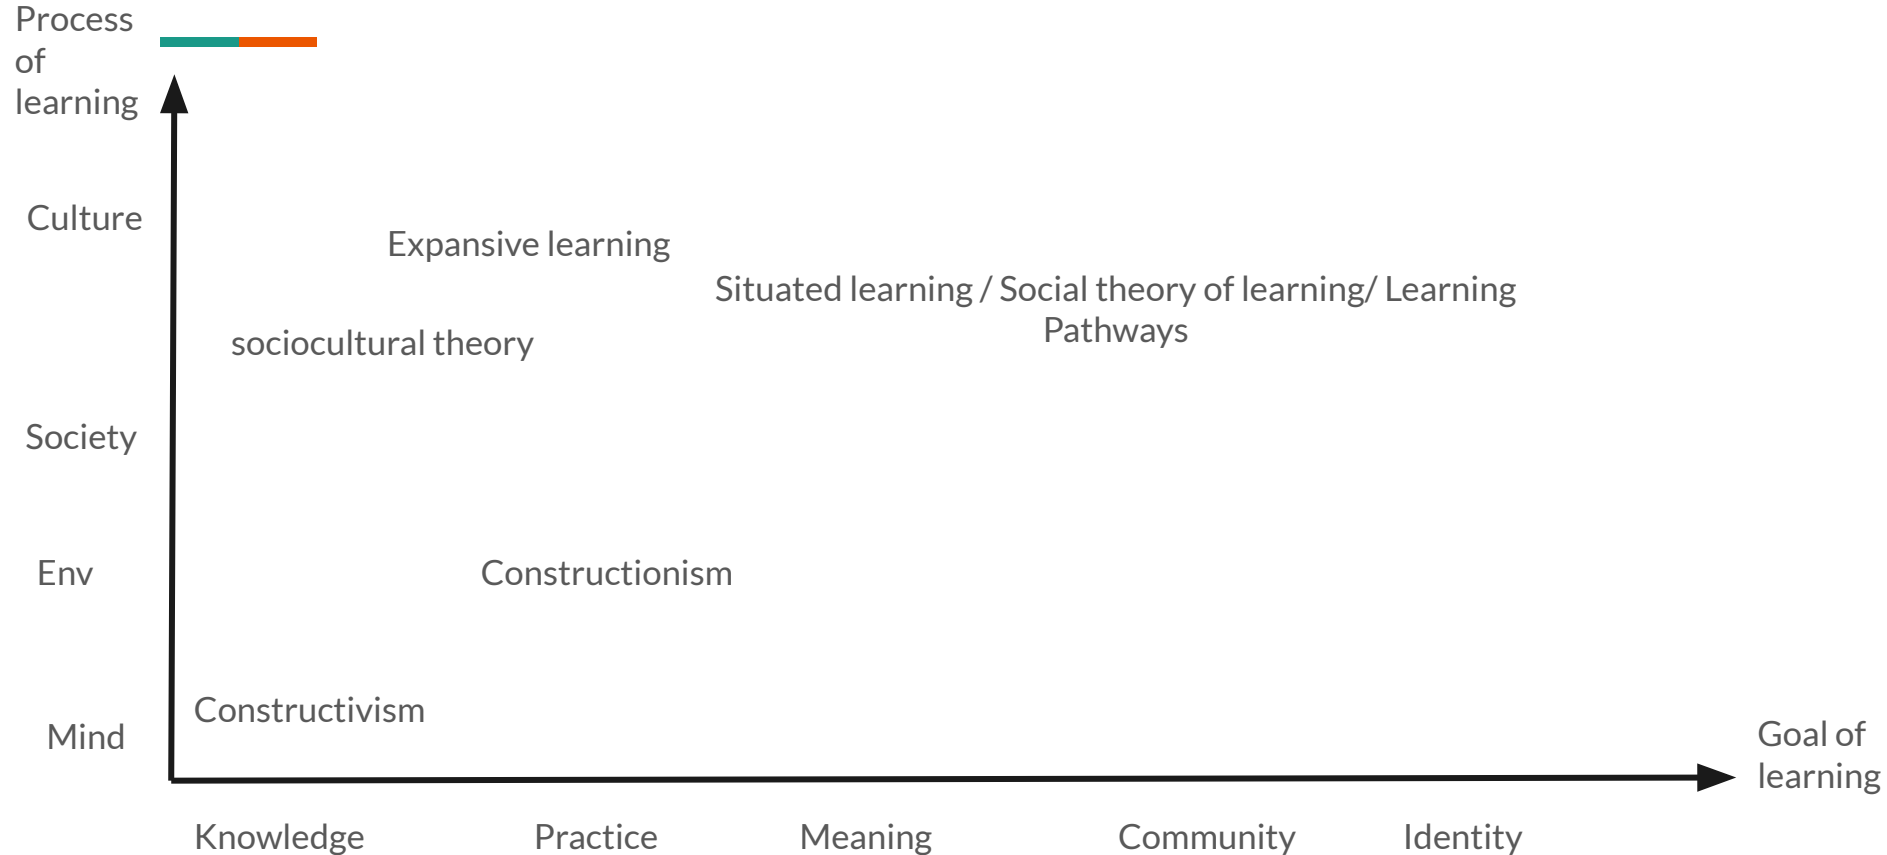 Process
of
learning
Culture
Expansive learning
Situated learning / Social theory of learning/ Learning
Pathways
sociocultural theory
Society
Env
Constructionism
Constructivism
Mind
Goal of
learning
Knowledge
Practice
Meaning
Community
Identity